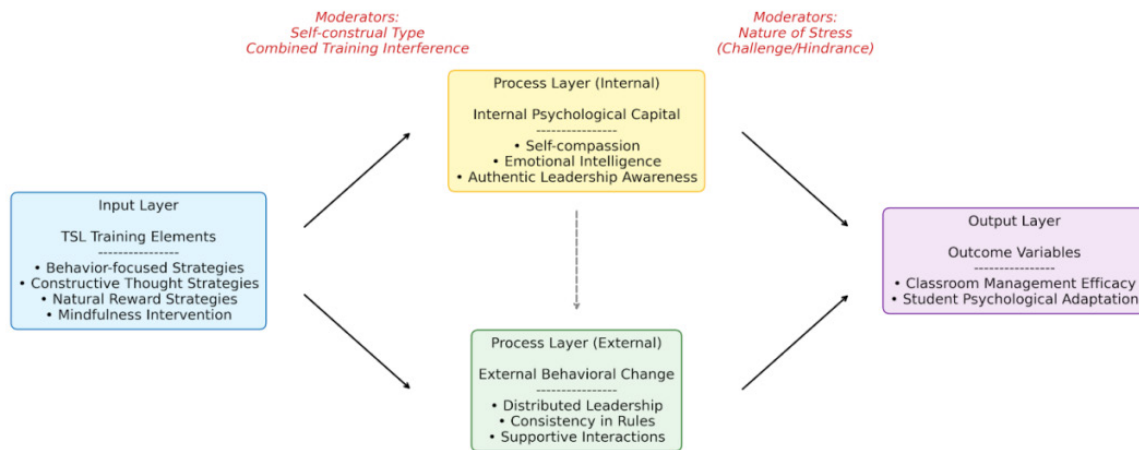 Moderators:
Self-construal Type
Combined Training Interference
Moderators:
Nature of Stress
(Challenge/Hindrance)
Process Layer (Internal)
Internal Psychological Capital
----------------
• Self-compassion
• Emotional Intelligence
• Authentic Leadership Awareness
Input Layer
TSL Training Elements
----------------
• Behavior-focused Strategies
• Constructive Thought Strategies
• Natural Reward Strategies
• Mindfulness Intervention
Output Layer
Outcome Variables
----------------
• Classroom Management Efficacy
• Student Psychological Adaptation
Process Layer (External)
External Behavioral Change
----------------
• Distributed Leadership
• Consistency in Rules
• Supportive Interactions